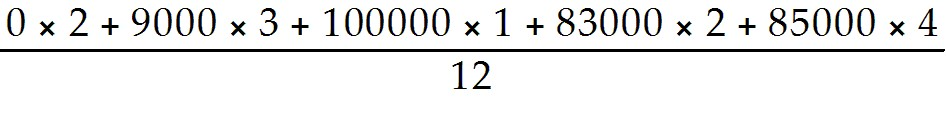 0 × 2 + 9000 × 3 + 100000 × 1 + 83000 × 2 + 85000 × 4
12